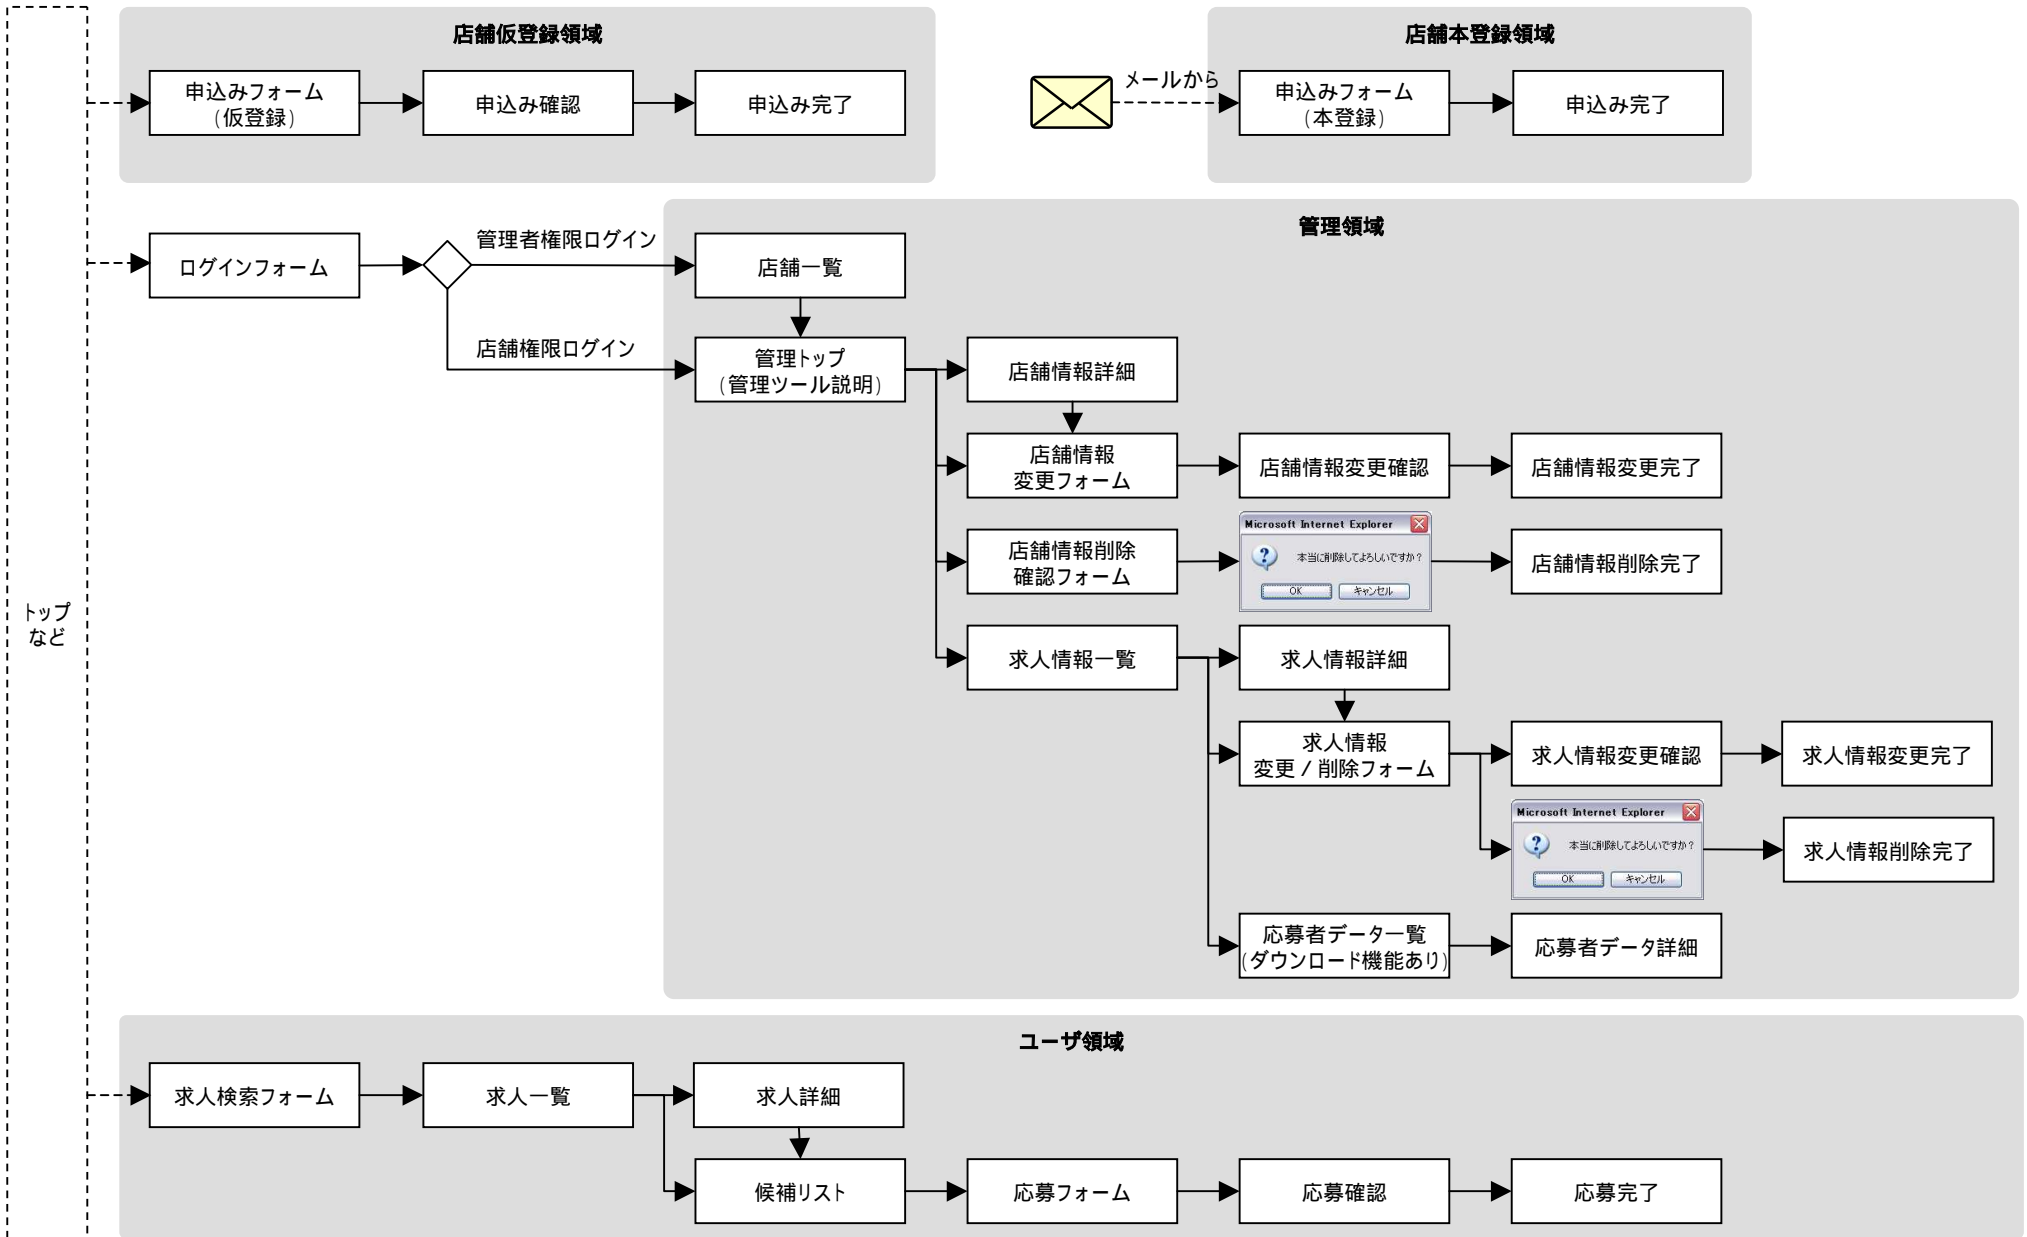 店舗仮登録領域
申込みフォーム
（仮登録）
申込み確認
申込み完了
店舗本登録領域
メールから
申込みフォーム
（本登録）
申込み完了
管理領域
ログインフォーム
管理者権限ログイン
店舗権限ログイン
店舗一覧
管理トップ
（管理ツール説明）
店舗情報詳細
店舗情報
変更フォーム
店舗情報変更確認
店舗情報変更完了
店舗情報削除
確認フォーム
Microsoft Internet Explorer
本当に削除してよろしいですか？
OK
キャンセル
店舗情報削除完了
トップ
など
求人情報一覧
求人情報詳細
求人情報
変更／削除フォーム
求人情報変更確認
求人情報変更完了
Microsoft Internet Explorer
本当に削除してよろしいですか？
OK
キャンセル
求人情報削除完了
応募者データ一覧
(ダウンロード機能あり)
応募者データ詳細
ユーザ領域
求人検索フォーム
求人一覧
求人詳細
候補リスト
応募フォーム
応募確認
応募完了